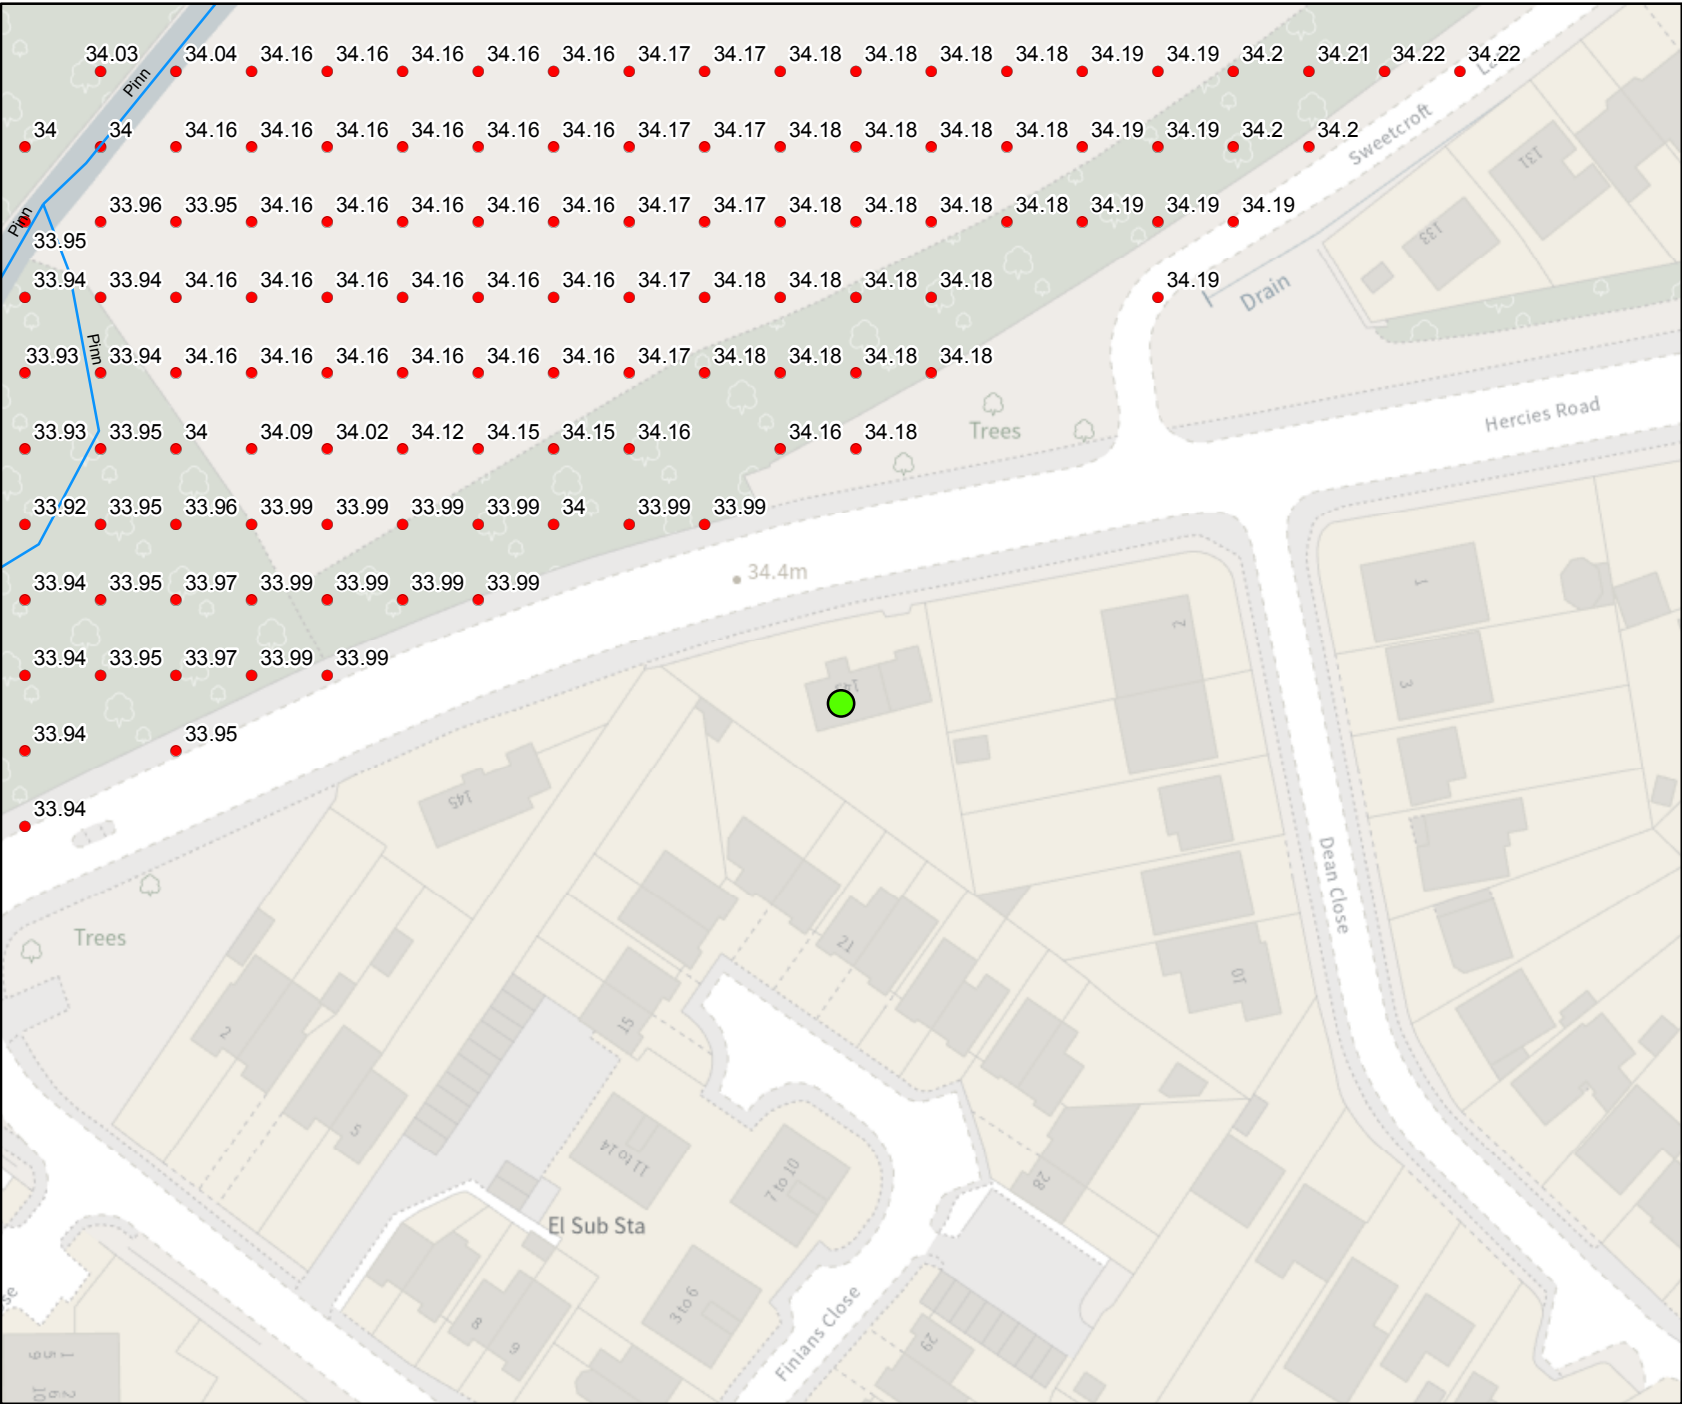 34.03 34.04 34.16 34.16 34.16 34.16 34.16 34.17 34.17 34.18 34.18 34.18 34.18 34.19 34.19 34.2 34.21 34.22 34.22
Pinn
34 34 34.16 34.16 34.16 34.16 34.16 34.16 34.17 34.17 34.18 34.18 34.18 34.18 34.19 34.19 34.2 34.2
Sweetcroft
131
Pinn 33.96 33.95 34.16 34.16 34.16 34.16 34.16 34.17 34.17 34.18 34.18 34.18 34.18 34.19 34.19 34.19
133
33.95
33.94 33.94 34.16 34.16 34.16 34.16 34.16 34.16 34.17 34.18 34.18 34.18 34.18 34.19
Drain
Pinn
33.93 33.94 34.16 34.16 34.16 34.16 34.16 34.16 34.17 34.18 34.18 34.18 34.18
Hercies Road
33.93 33.95 34 34.09 34.02 34.12 34.15 34.15 34.16 34.16 34.18
Trees
33.92 33.95 33.96 33.99 33.99 33.99 33.99 34 33.99 33.99
34.4m
33.94 33.95 33.97 33.99 33.99 33.99 33.99
1
2
33.94 33.95 33.97 33.99 33.99
3
33.94 33.95
145
33.94
Dean Close
Trees
21
10
15
2
5
11 to 14
7 to 10
28
El Sub Sta
3 to 6
Finians Close
8
9
29